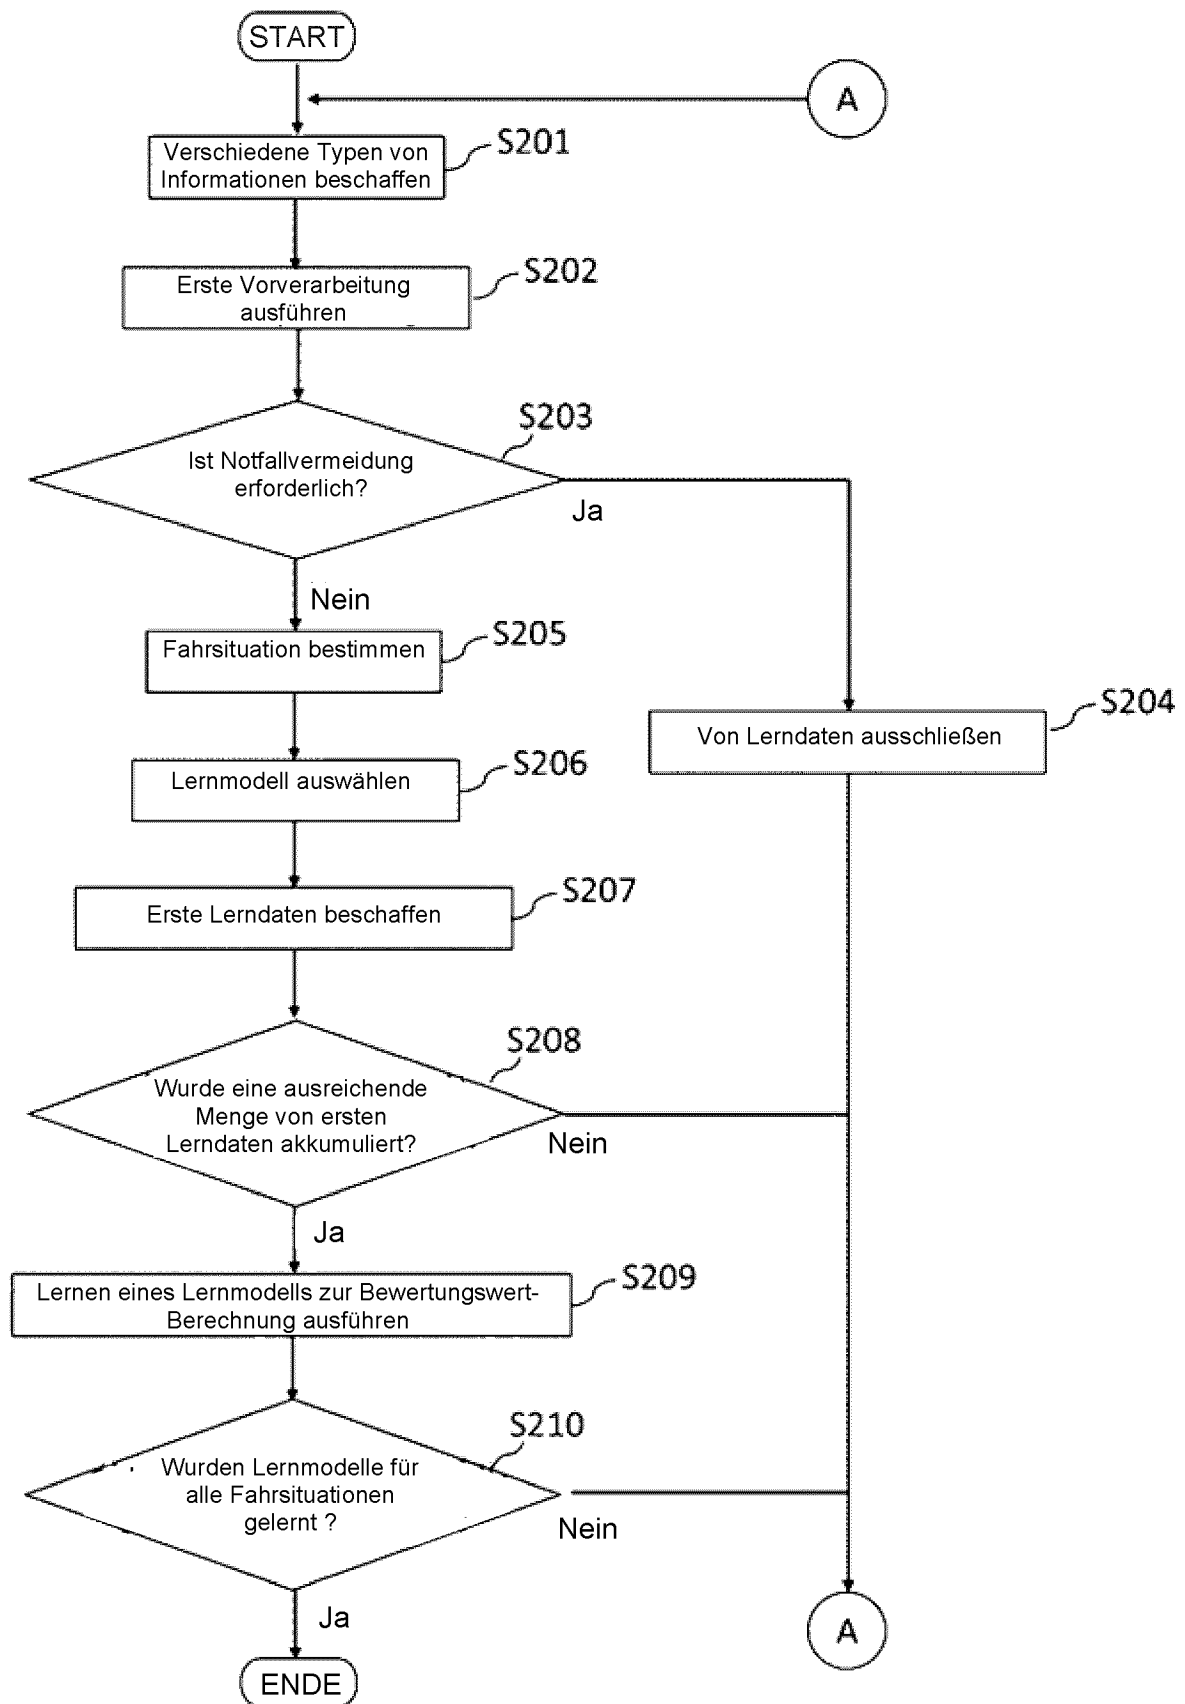 START
A
S201
Verschiedene Typen von
Informationen beschaffen
S202
Erste Vorverarbeitung
ausführen
S203
Ist Notfallvermeidung
erforderlich?
Ja
Nein
S205
Fahrsituation bestimmen
S204
Von Lerndaten ausschließen
S206
Lernmodell auswählen
S207
Erste Lerndaten beschaffen
S208
Wurde eine ausreichende
Menge von ersten
Lerndaten akkumuliert?
Nein
Ja
S209
Lernen eines Lernmodells zur Bewertungswert-
Berechnung ausführen
S210
Wurden Lernmodelle für
alle Fahrsituationen
gelernt ?
Nein
Ja
A
ENDE